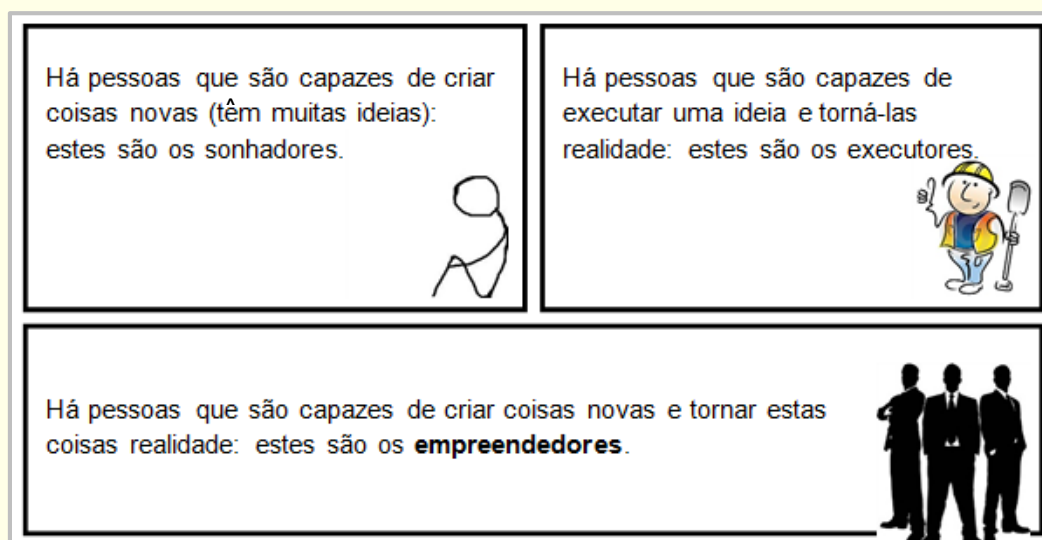 Há pessoas que são capazes de criar
coisas novas (têm muitas ideias):
estes são os sonhadores.
Há pessoas que são capazes de
executar uma ideia e torná-las
realidade: estes são os executores.
Há pessoas que são capazes de criar coisas novas e tornar estas
coisas realidade: estes são os empreendedores.